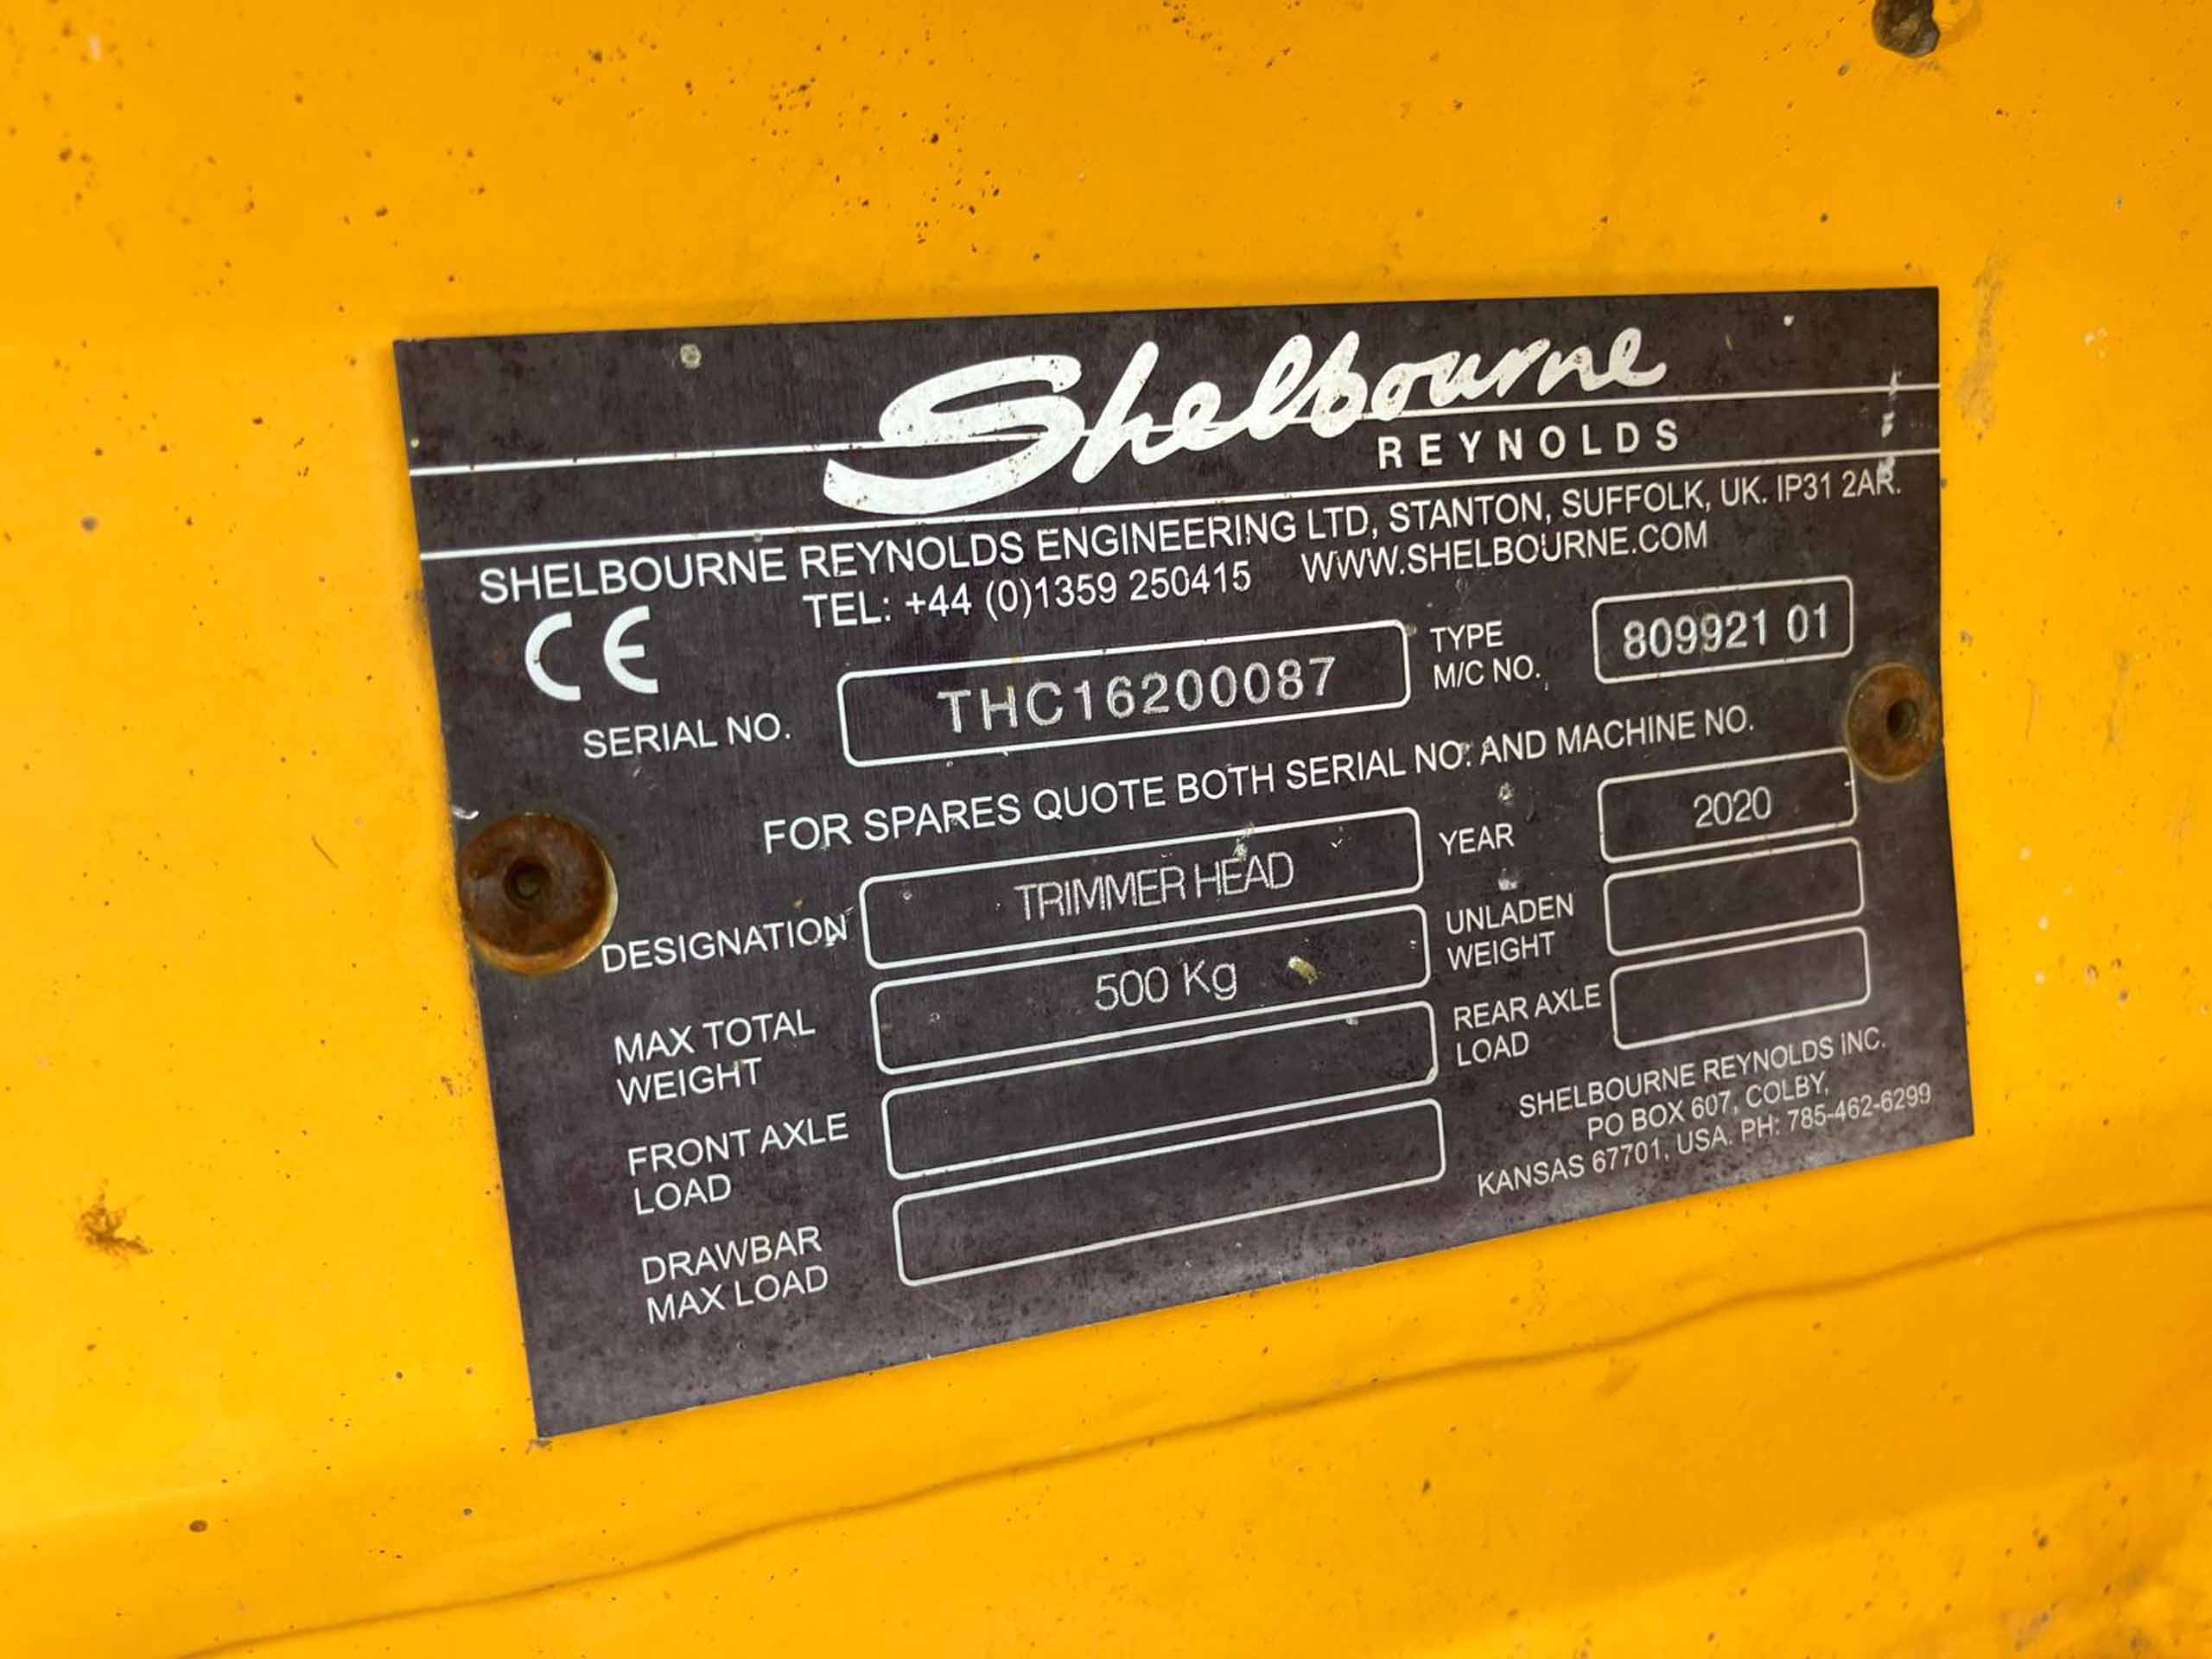 Shelbourne
REYNOLDS
SHELBOURNE REYNOLDS ENGINEERING LTD, STANTON, SUFFOLK, UK. IP31 2AR.
TEL: +44 (0)1359 250415 WWW.SHELBOURNE.COM
CE
SERIAL NO. THC16200087
TYPE
M/C NO. 809921 01
FOR SPARES QUOTE BOTH SERIAL NO. AND MACHINE NO.
DESIGNATION TRIMMER HEAD
YEAR 2020
MAX TOTAL
WEIGHT 500 Kg
UNLADEN
WEIGHT
FRONT AXLE
LOAD
REAR AXLE
LOAD
DRAWBAR
MAX LOAD
SHELBOURNE REYNOLDS INC.
PO BOX 607, COLBY,
KANSAS 67701, USA. PH: 785-462-6299